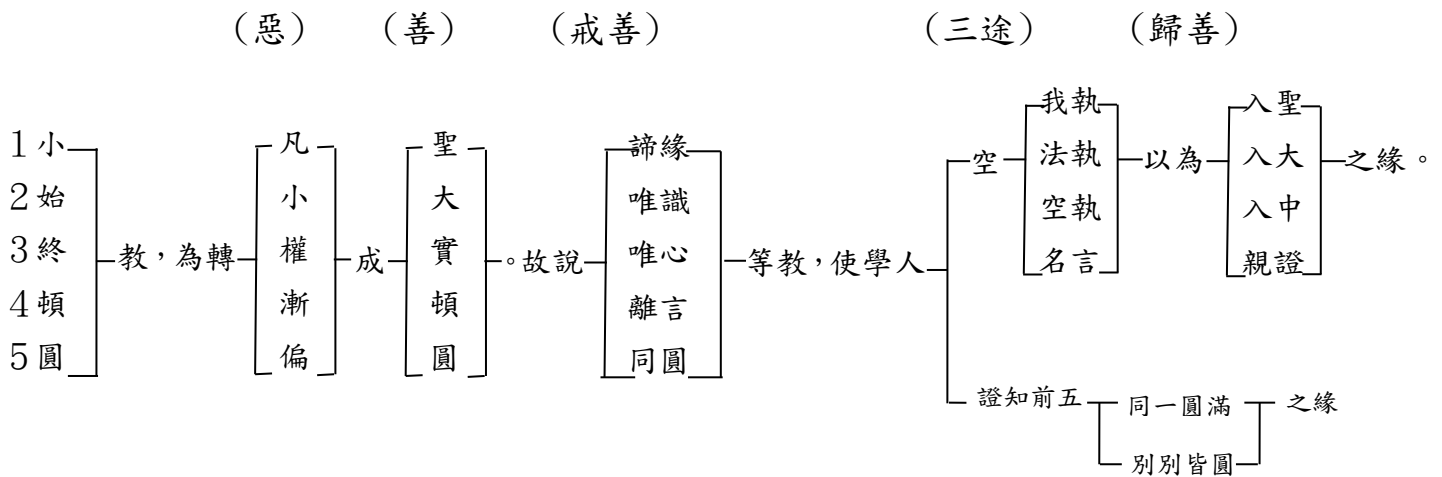 (惡) (善) (戒善) (三途) (歸善)
我執 入聖
1小 凡 聖 諦緣 空 法執 以為 入大 之緣。
2始 小 大 唯識 空執 入中
3終 教,為轉 權 成 實 。故說 唯心 等教,使學人 名言 親證
4頓 漸 頓 離言
5圓 偏 圓 同圓
證知前五 同一圓滿 之緣
別別皆圓